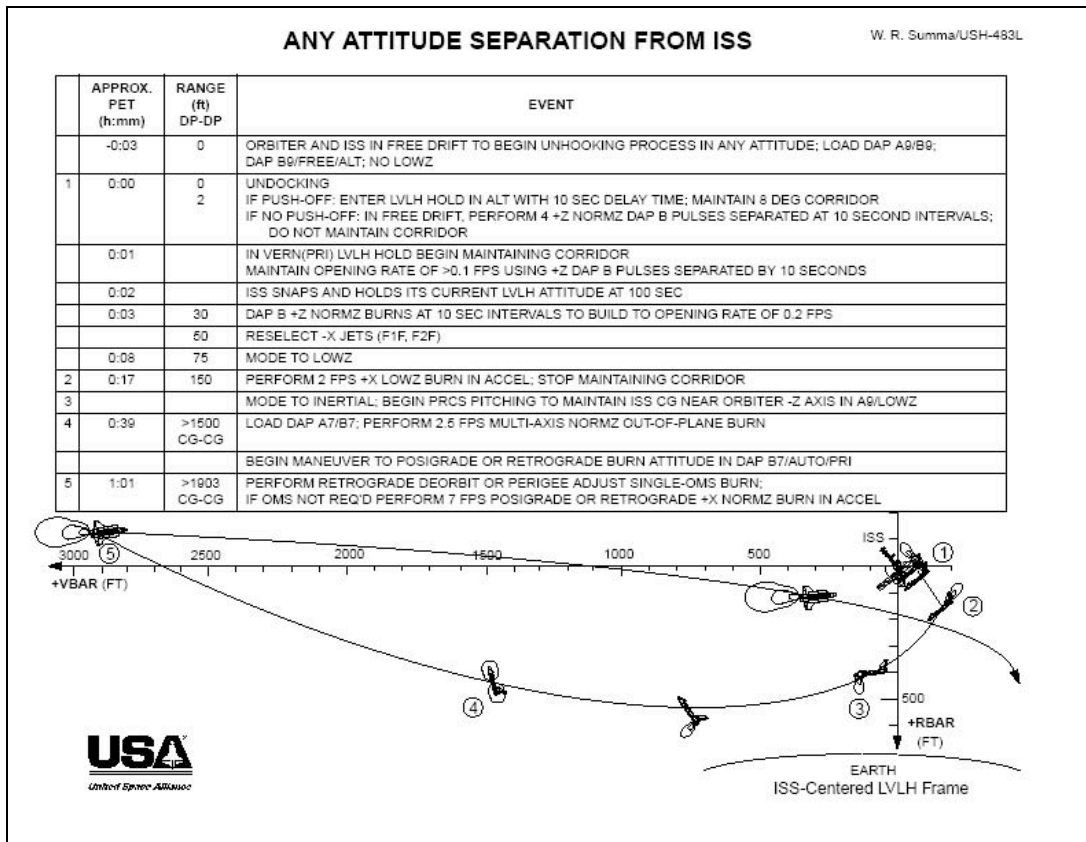 ANY ATTITUDE SEPARATION FROM ISS
W. R. Summa/USH-483L
APPROX. PET (h:mm)
RANGE (ft) DP-DP
EVENT
-0:03 0 ORBITER AND ISS IN FREE DRIFT TO BEGIN UNHOOKING PROCESS IN ANY ATTITUDE; LOAD DAP A9/B9;
DAP B9/FREE/ALT; NO LOWZ
1 0:00 0 UNDOCKING
2 IF PUSH-OFF: ENTER LVLH HOLD IN ALT WITH 10 SEC DELAY TIME; MAINTAIN 8 DEG CORRIDOR
IF NO PUSH-OFF: IN FREE DRIFT, PERFORM 4 +Z NORMZ DAP B PULSES SEPARATED AT 10 SECOND INTERVALS;
DO NOT MAINTAIN CORRIDOR
0:01 IN VERN(PRI) LVLH HOLD BEGIN MAINTAINING CORRIDOR
MAINTAIN OPENING RATE OF >0.1 FPS USING +Z DAP B PULSES SEPARATED BY 10 SECONDS
0:02 ISS SNAPS AND HOLDS ITS CURRENT LVLH ATTITUDE AT 100 SEC
0:03 30 DAP B +Z NORMZ BURNS AT 10 SEC INTERVALS TO BUILD TO OPENING RATE OF 0.2 FPS
50 RESELECT -X JETS (F1F, F2F)
0:08 75 MODE TO LOWZ
2 0:17 150 PERFORM 2 FPS +X LOWZ BURN IN ACCEL; STOP MAINTAINING CORRIDOR
3 MODE TO INERTIAL; BEGIN PRCS PITCHING TO MAINTAIN ISS CG NEAR ORBITER -Z AXIS IN A9/LOWZ
4 0:39 >1500 LOAD DAP A7/B7; PERFORM 2.5 FPS MULTI-AXIS NORMZ OUT-OF-PLANE BURN
CG-CG
BEGIN MANEUVER TO POSIGRADE OR RETROGRADE BURN ATTITUDE IN DAP B7/AUTO/PRI
5 1:01 >1903 PERFORM RETROGRADE DEORBIT OR PERIGEE ADJUST SINGLE-OMS BURN;
CG-CG IF OMS NOT REQ'D PERFORM 7 FPS POSIGRADE OR RETROGRADE +X NORMZ BURN IN ACCEL
ISS 1
3000 5 2500 2000 1500 1000 500
+VBAR (FT)
2
4
3
500
+RBAR
(FT)
USA
United Space Alliance
EARTH
ISS-Centered LVLH Frame